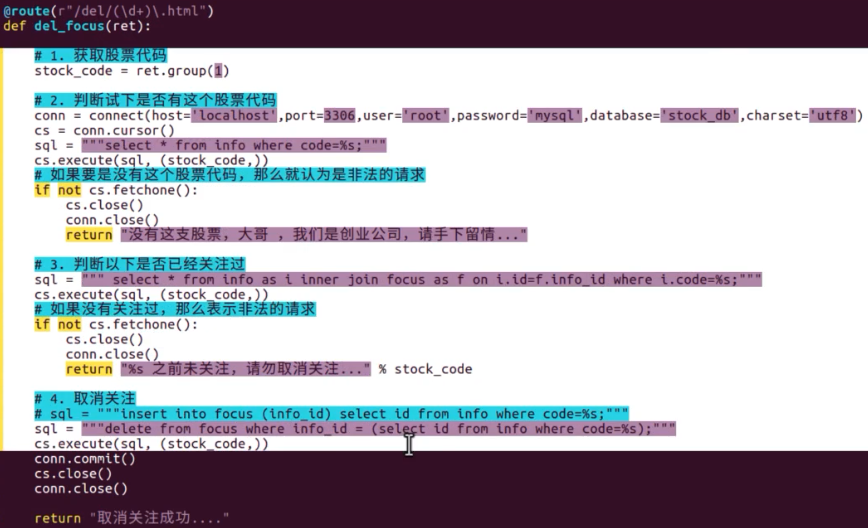 @route(r"/del/(\d+)\.html")
def del_focus(ret):
# 1. 获取股票代码
stock_code = ret.group(1)
# 2. 判断试下是否有这个股票代码
conn = connect(host='localhost',port=3306,user='root',password='mysql',database='stock_db',charset='utf8')
cs = conn.cursor()
sql = """select * from info where code=%s;"""
cs.execute(sql, (stock_code,))
# 如果要是没有这个股票代码，那么就认为是非法的请求
if not cs.fetchone():
cs.close()
conn.close()
return "没有这支股票，大哥 ，我们是创业公司，请手下留情..."
# 3. 判断以下是否已经关注过
sql = """ select * from info as i inner join focus as f on i.id=f.info_id where i.code=%s;"""
cs.execute(sql, (stock_code,))
# 如果没有关注过，那么表示非法的请求
if not cs.fetchone():
cs.close()
conn.close()
return "%s 之前未关注，请勿取消关注..." % stock_code
# 4. 取消关注
# sql = """insert into focus (info_id) select id from info where code=%s;"""
sql = """delete from focus where info_id = (select id from info where code=%s);"""
cs.execute(sql, (stock_code,))
conn.commit()
cs.close()
conn.close()
return "取消关注成功...."